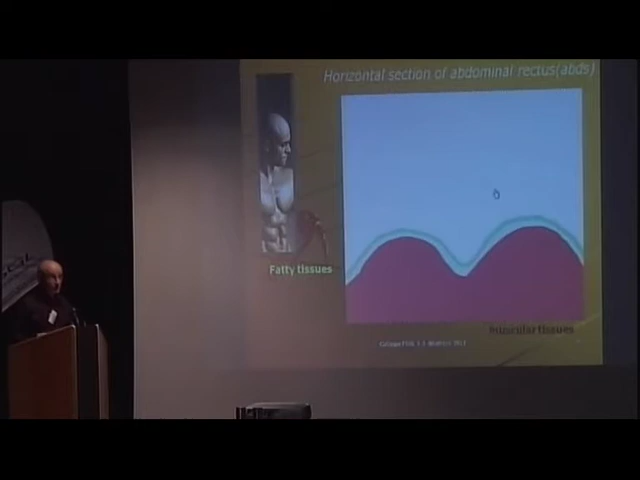 Horizontal section of abdominal rectus(abds)
Fatty tissues
Muscular tissues